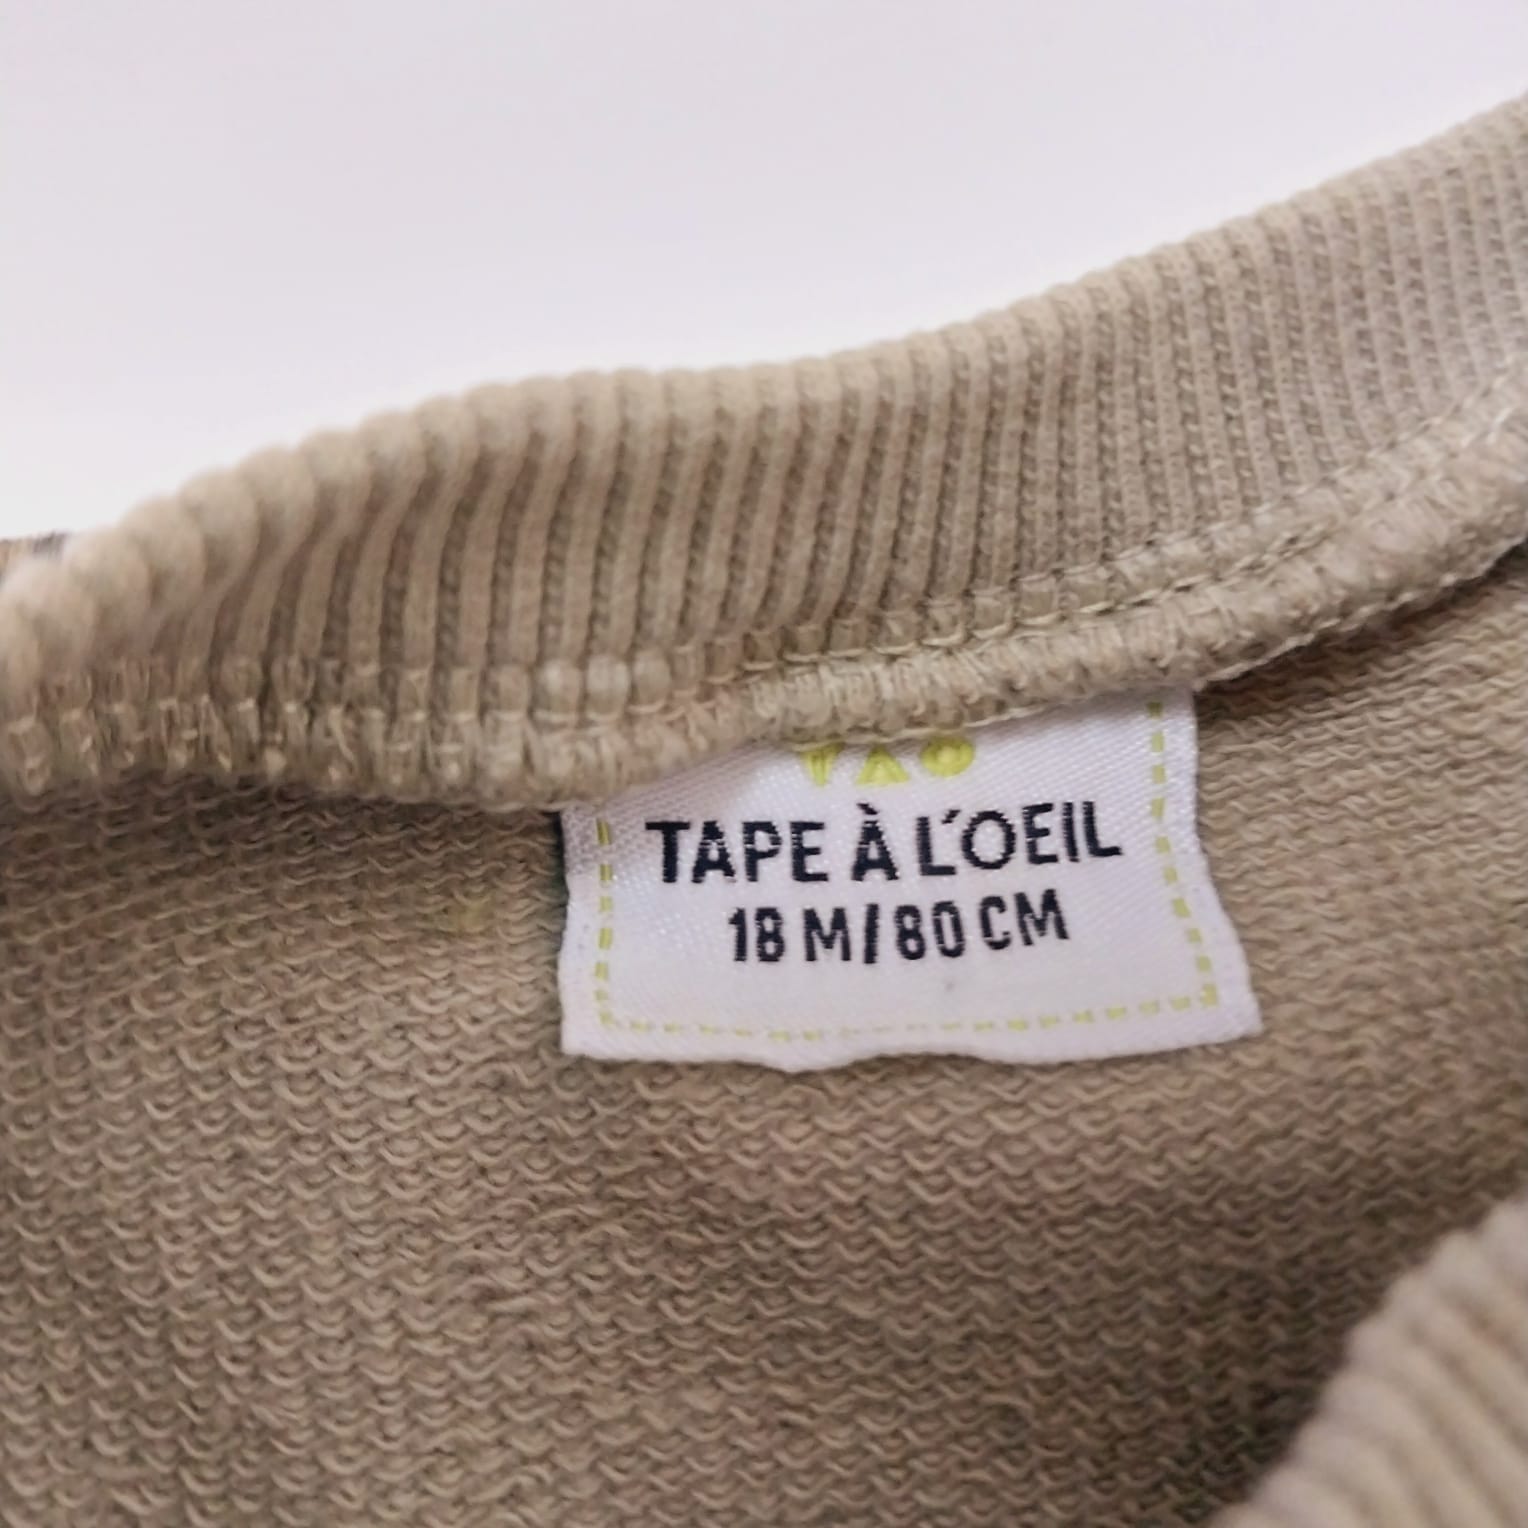 TAPE À L'OEIL
18 M/80 CM